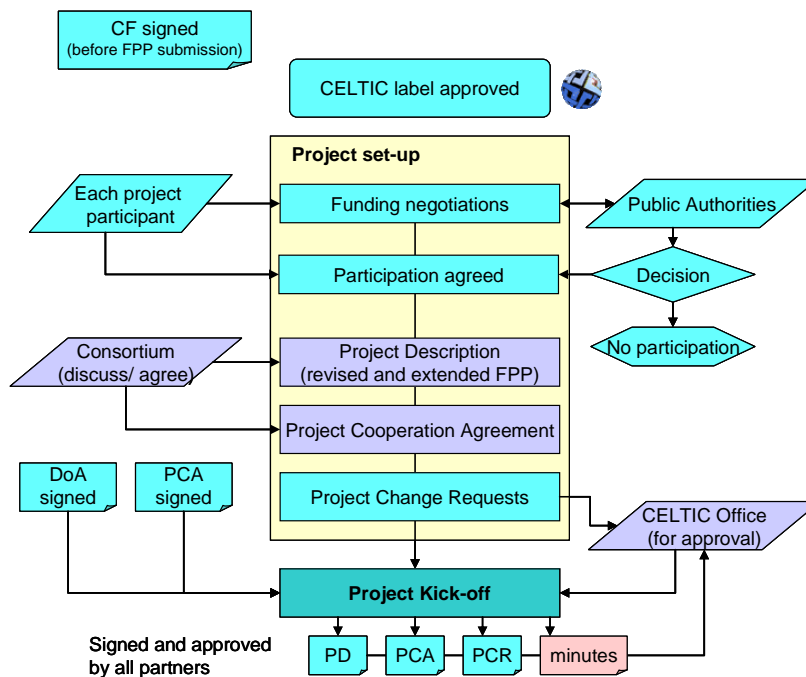 CF signed
(before FPP submission)
CELTIC label approved
Project set-up
Each project
participant
Funding negotiations
Public Authorities
Participation agreed
Decision
No participation
Consortium
(discuss/ agree)
Project Description
(revised and extended FPP)
Project Cooperation Agreement
DoA
signed
PCA
signed
Project Change Requests
CELTIC Office
(for approval)
Project Kick-off
Signed and approved
by all partners
PD
PCA
PCR
minutes